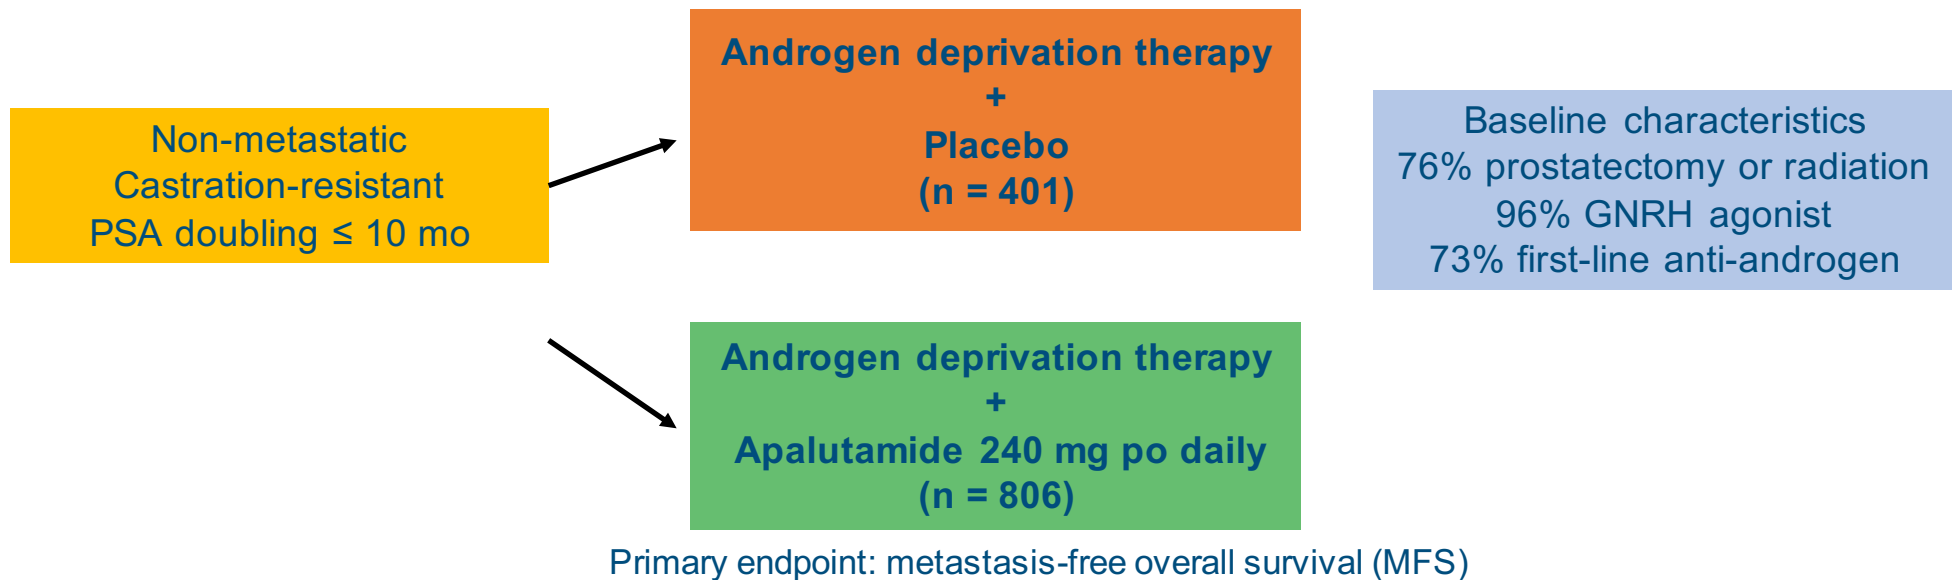 Non-metastatic
Castration-resistant
PSA doubling ≤ 10 mo
Androgen deprivation therapy
+
Placebo
(n = 401)
Androgen deprivation therapy
+
Apalutamide 240 mg po daily
(n = 806)
Baseline characteristics
76% prostatectomy or radiation
96% GNRH agonist
73% first-line anti-androgen
Primary endpoint: metastasis-free overall survival (MFS)